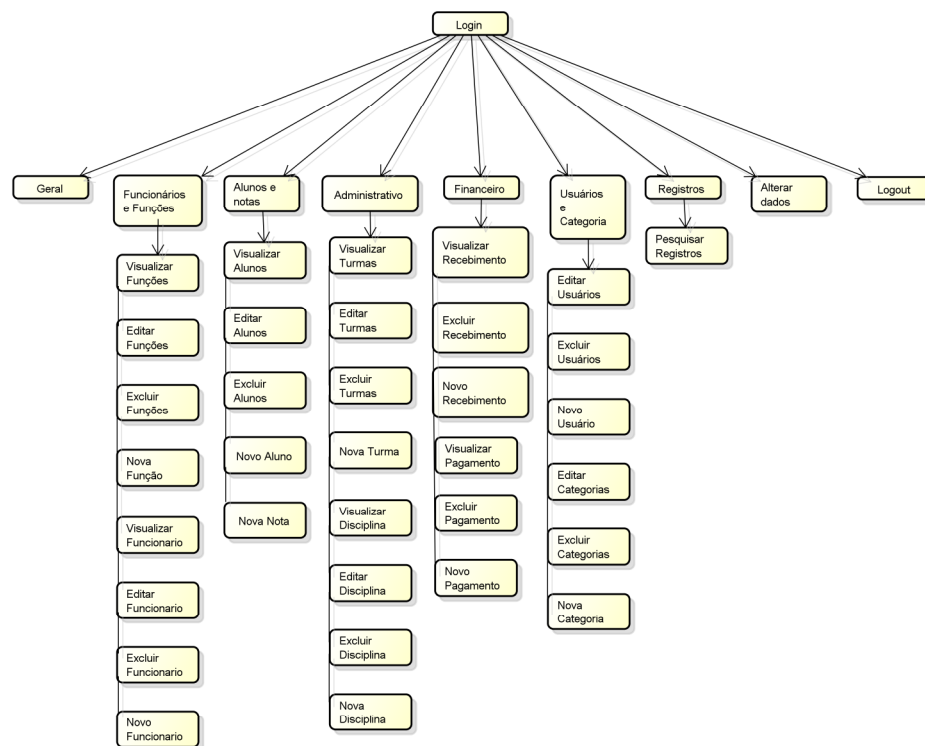 Login
Geral
Funcionários
e Funções
Visualizar
Funções
Editar
Funções
Excluir
Funções
Nova
Função
Visualizar
Funcionario
Editar
Funcionario
Excluir
Funcionario
Novo
Funcionario
Alunos e
notas
Visualizar
Alunos
Editar
Alunos
Excluir
Alunos
Novo Aluno
Nova Nota
Administrativo
Visualizar
Turmas
Editar
Turmas
Excluir
Turmas
Nova Turma
Visualizar
Disciplina
Editar
Disciplina
Excluir
Disciplina
Nova
Disciplina
Financeiro
Visualizar
Recebimento
Excluir
Recebimento
Novo
Recebimento
Visualizar
Pagamento
Excluir
Pagamento
Novo
Pagamento
Usuários
e
Categoria
Editar
Usuários
Excluir
Usuários
Novo
Usuário
Editar
Categorias
Excluir
Categorias
Nova
Categoria
Registros
Pesquisar
Registros
Alterar
dados
Logout